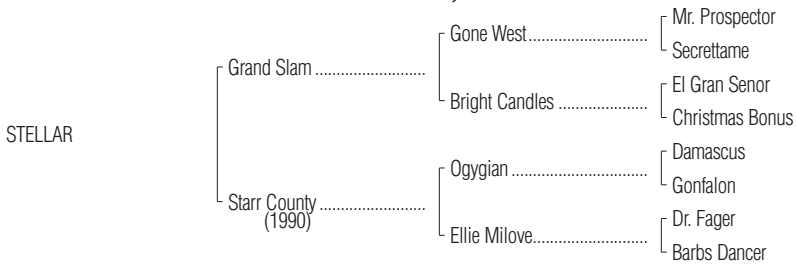 Mr. Prospector
Gone West
Secrettame
Grand Slam
El Gran Senor
Bright Candles
Christmas Bonus
STELLAR
Damascus
Ogygian
Gonfalon
Starr County
(1990)
Dr. Fager
Ellie Milove
Barbs Dancer